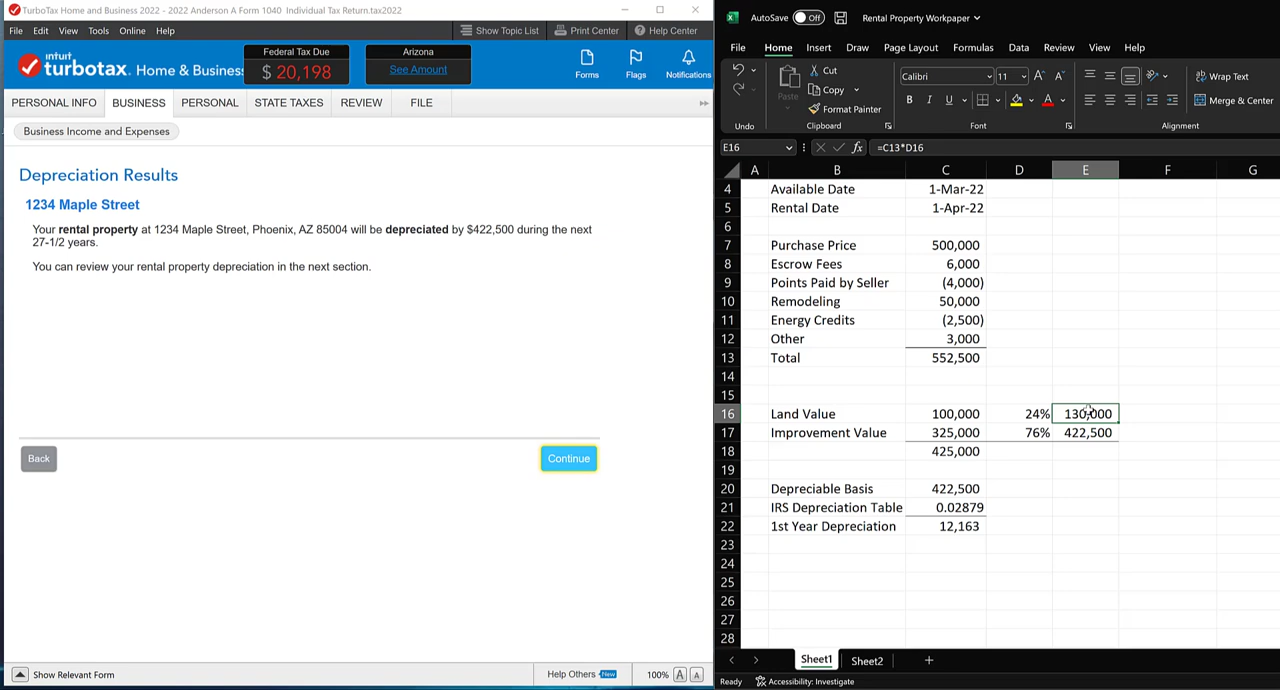 TurboTax Home and Business 2022 - 2022 Anderson A Form 1040 Individual Tax Return.tax2022
File Edit View Tools Online Help
Show Topic List Print Center Help Center
intuit
turbotax. Home & Busines
Federal Tax Due
$ 20,198
Arizona
See Amount
Forms Flags Notifications
PERSONAL INFO BUSINESS PERSONAL STATE TAXES REVIEW FILE
Business Income and Expenses
Depreciation Results
1234 Maple Street
Your rental property at 1234 Maple Street, Phoenix, AZ 85004 will be depreciated by $422,500 during the next
27-1/2 years.
You can review your rental property depreciation in the next section.
Back Continue
Show Relevant Form Help Others New 100% A A
AutoSave Off Rental Property Workpaper
File Home Insert Draw Page Layout Formulas Data Review View Help
Paste
Cut
Copy
Format Painter
Calibri 11 A A
B I U A
Wrap Text
Merge & Center
Undo Clipboard Font Alignment
E16 fx =C13*D16
A B C D E F G
4 Available Date 1-Mar-22
5 Rental Date 1-Apr-22
6
7 Purchase Price 500,000
8 Escrow Fees 6,000
9 Points Paid by Seller (4,000)
10 Remodeling 50,000
11 Energy Credits (2,500)
12 Other 3,000
13 Total 552,500
14
15
16 Land Value 100,000 24% 130,000
17 Improvement Value 325,000 76% 422,500
18 425,000
19
20 Depreciable Basis 422,500
21 IRS Depreciation Table 0.02879
22 1st Year Depreciation 12,163
23
24
25
26
27
28
Sheet1 Sheet2 +
Ready Accessibility: Investigate